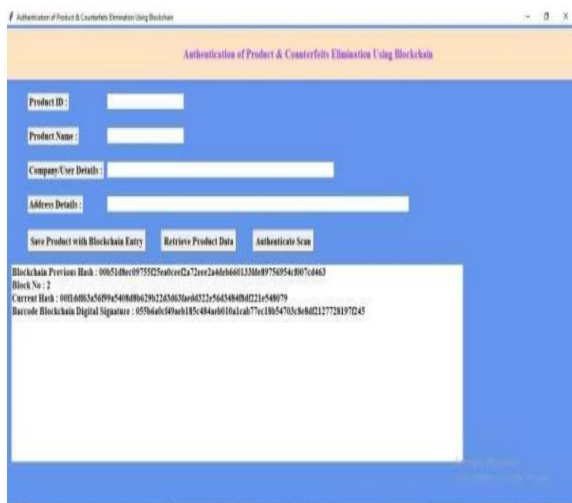 Authentication of Product & Counterfeits Elimination Using Blockchain
Authentication of Product & Counterfeits Elimination Using Blockchain
Product ID :
Product Name :
Company/User Details :
Address Details :
Save Product with Blockchain Entry Retrieve Product Data Authenticate Scan
Blockchain Previous Hash :
Block No : 2
Current Hash :
Barcode Blockchain Digital Signature :